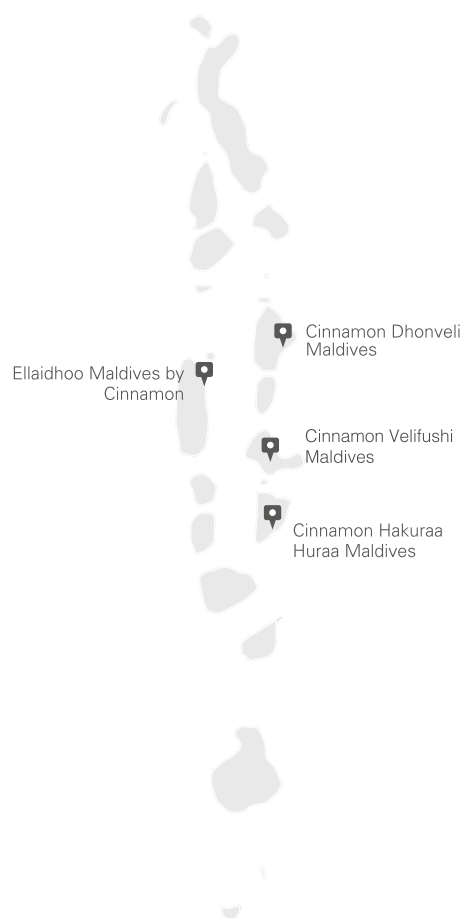 Cinnamon Dhonveli
Maldives
Ellaidhoo Maldives by
Cinnamon
Cinnamon Velifushi
Maldives
Cinnamon Hakuraa
Huraa Maldives